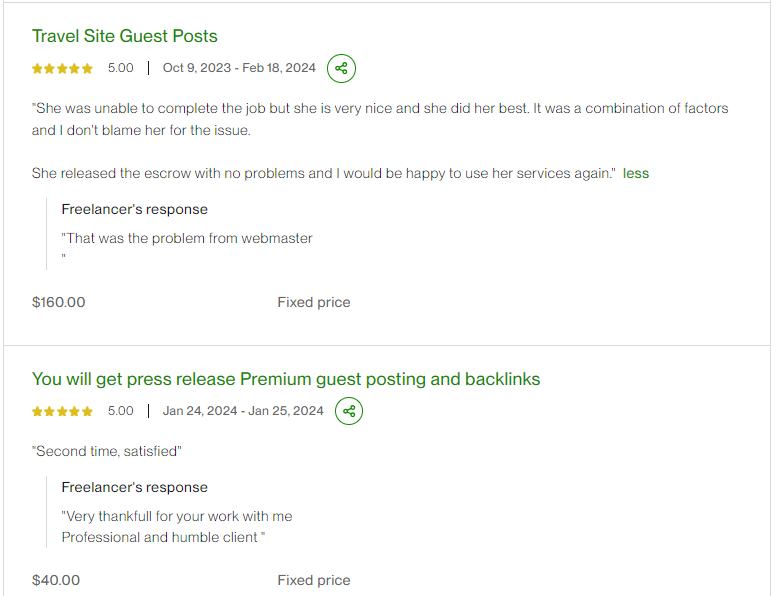 Travel Site Guest Posts
5.00 | Oct 9, 2023 - Feb 18, 2024
"She was unable to complete the job but she is very nice and she did her best. It was a combination of factors
and I don't blame her for the issue.
She released the escrow with no problems and I would be happy to use her services again." less
Freelancer's response
"That was the problem from webmaster
"
$160.00 Fixed price
You will get press release Premium guest posting and backlinks
5.00 | Jan 24, 2024 - Jan 25, 2024
"Second time, satisfied"
Freelancer's response
"Very thankfull for your work with me
Professional and humble client "
$40.00 Fixed price